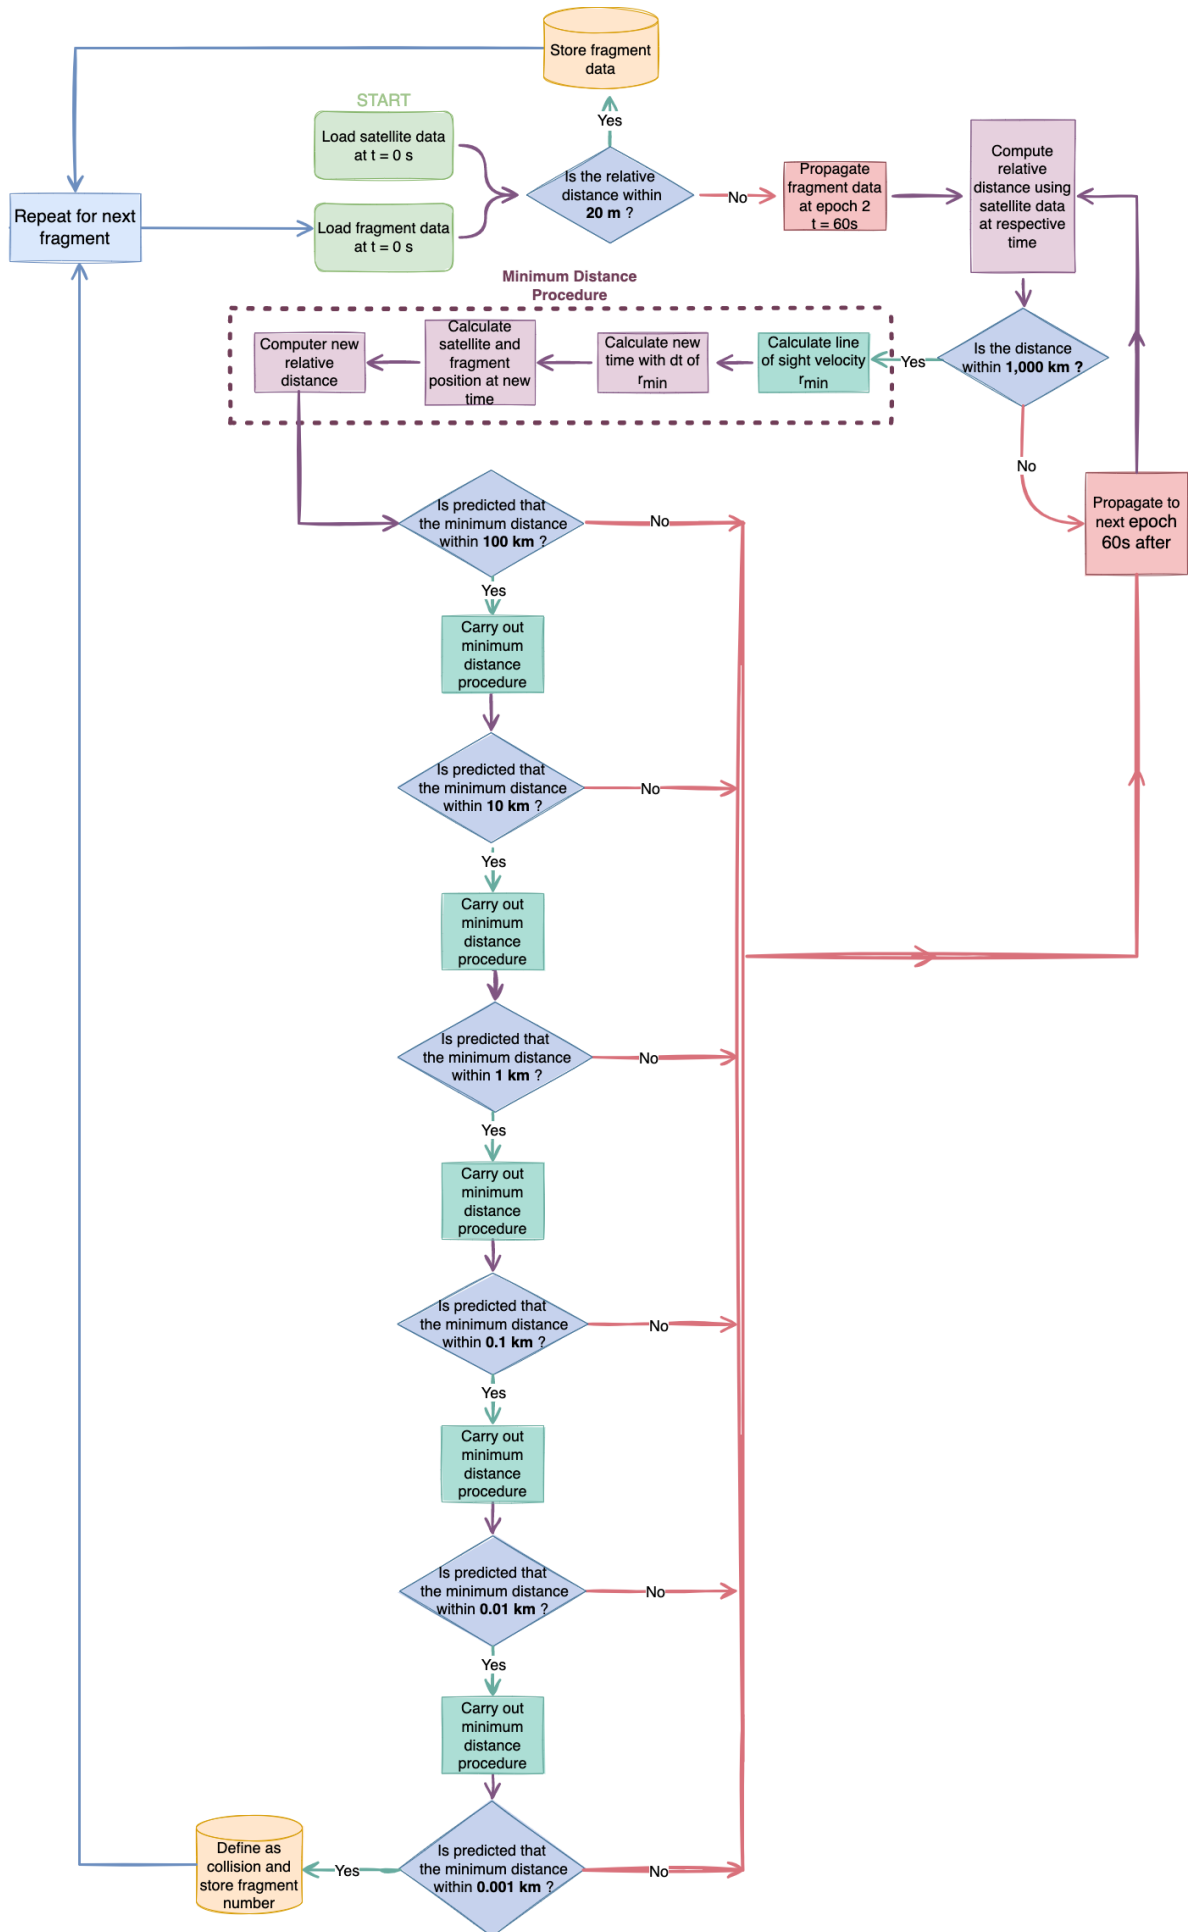 Store fragment
data
START
Load satellite data
at t = 0 s
Yes
Is the relative
distance within
20 m ?
No
Propagate
fragment data
at epoch 2
t = 60s
Compute
relative
distance using
satellite data
at respective
time
Repeat for next
fragment
Load fragment data
at t = 0 s
Minimum Distance
Procedure
Computer new
relative
distance
Calculate
satellite and
fragment
position at new
time
Calculate new
time with dt of
rmin
Calculate line
of sight velocity
rmin
Yes
Is the distance
within 1,000 km ?
No
Propagate to
next epoch
60s after
Is predicted that
the minimum distance
within 100 km ?
No
Yes
Carry out
minimum
distance
procedure
Is predicted that
the minimum distance
within 10 km ?
No
Yes
Carry out
minimum
distance
procedure
Is predicted that
the minimum distance
within 1 km ?
No
Yes
Carry out
minimum
distance
procedure
Is predicted that
the minimum distance
within 0.1 km ?
No
Yes
Carry out
minimum
distance
procedure
Is predicted that
the minimum distance
within 0.01 km ?
No
Yes
Carry out
minimum
distance
procedure
Is predicted that
the minimum distance
within 0.001 km ?
No
Yes
Define as
collision and
store fragment
number